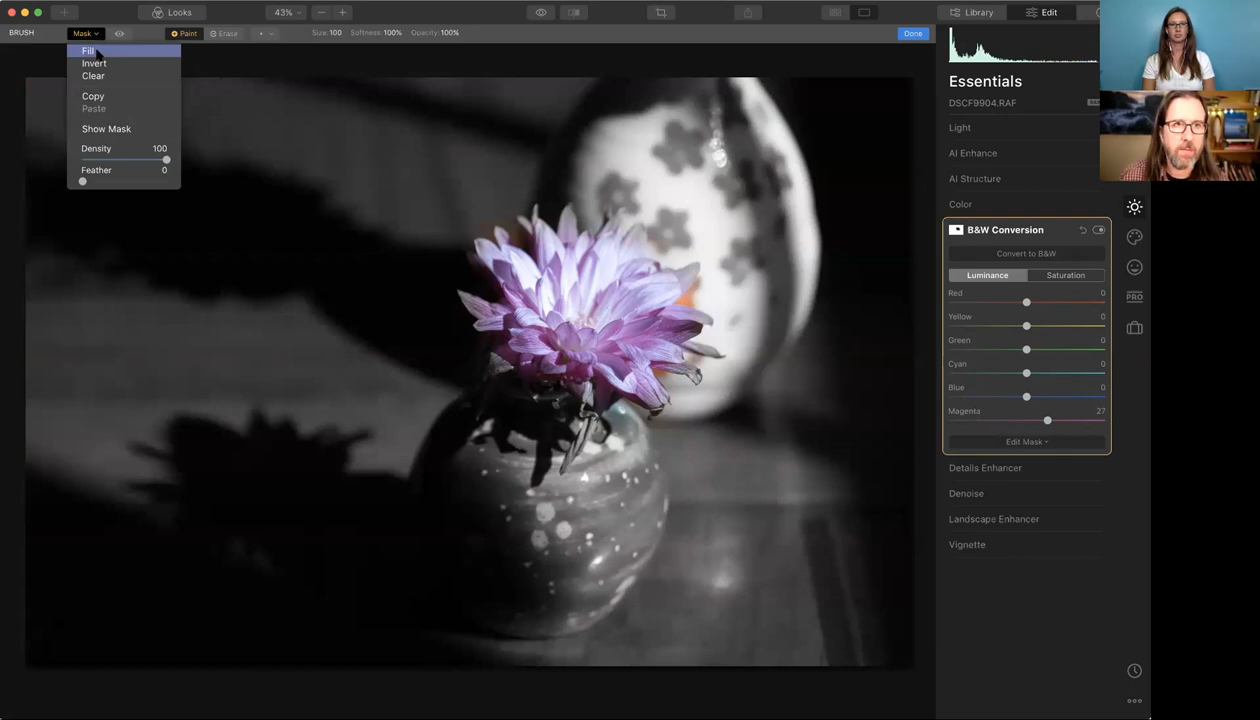 Looks
43%
Library
Edit
BRUSH
Mask
Paint
Erase
Size: 100
Softness: 100%
Opacity: 100%
Done
Fill
Invert
Clear
Copy
Paste
Show Mask
Density 100
Feather 0
Essentials
DSCF9904.RAF
Light
AI Enhance
AI Structure
Color
B&W Conversion
Convert to B&W
Luminance
Saturation
Red 0
Yellow 0
Green 0
Cyan 0
Blue 0
Magenta 27
Edit Mask
Details Enhancer
Denoise
Landscape Enhancer
Vignette
PRO